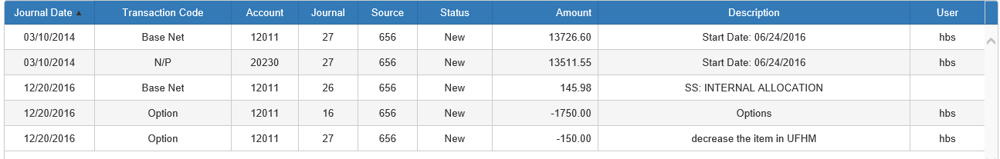 Journal Date ▲ Transaction Code Account Journal Source Status Amount Description User
03/10/2014 Base Net 12011 27 656 New 13726.60 Start Date: 06/24/2016 hbs
03/10/2014 N/P 20230 27 656 New 13511.55 Start Date: 06/24/2016 hbs
12/20/2016 Base Net 12011 26 656 New 145.98 SS: INTERNAL ALLOCATION
12/20/2016 Option 12011 16 656 New -1750.00 Options hbs
12/20/2016 Option 12011 27 656 New -150.00 decrease the item in UFHM hbs